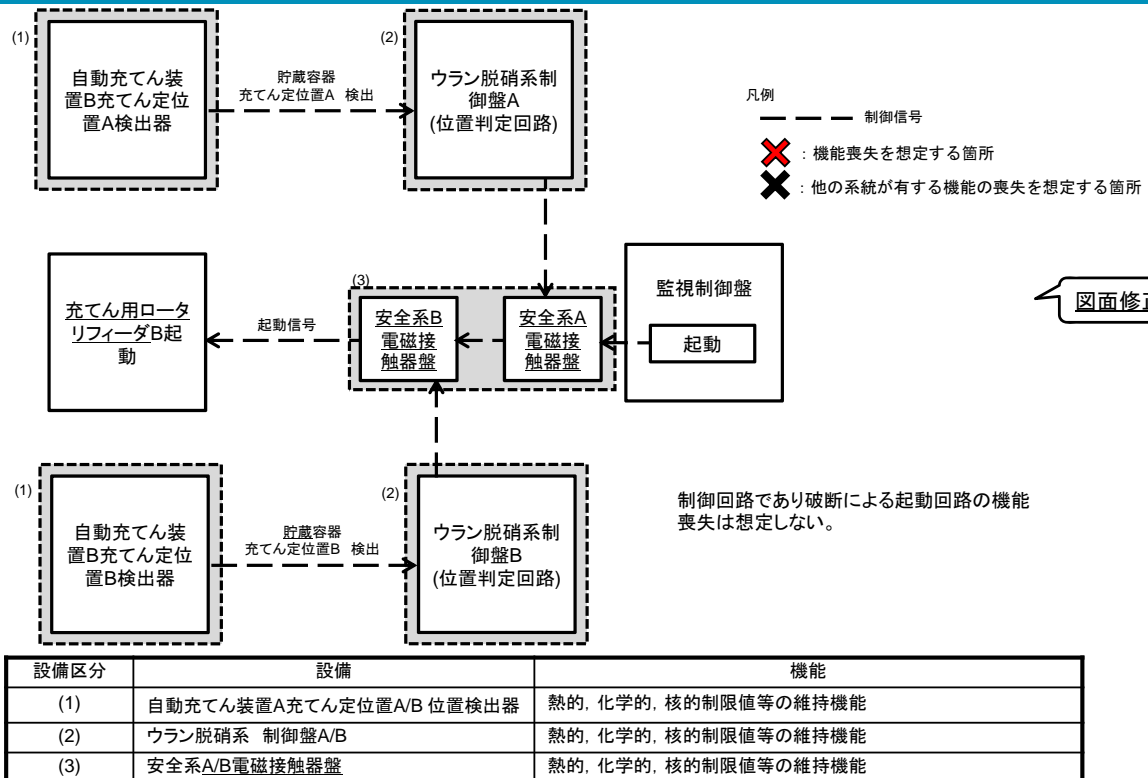 (1)
自動充てん装
置B充てん定位
置A検出器
貯蔵容器
充てん定位置A 検出
(2)
ウラン脱硝系制
御盤A
(位置判定回路)
凡例
制御信号
:機能喪失を想定する箇所
:他の系統が有する機能の喪失を想定する箇所
充てん用ロータ
リフィーダB起
動
起動信号
(3)
安全系B
電磁接
触器盤
安全系A
電磁接
触器盤
監視制御盤
起動
図面修正
(1)
自動充てん装
置B充てん定位
置B検出器
貯蔵容器
充てん定位置B 検出
(2)
ウラン脱硝系制
御盤B
(位置判定回路)
制御回路であり破断による起動回路の機能
喪失は想定しない。
設備区分 設備 機能
(1) 自動充てん装置A充てん定位置A/B 位置検出器 熱的, 化学的, 核的制限値等の維持機能
(2) ウラン脱硝系 制御盤A/B 熱的, 化学的, 核的制限値等の維持機能
(3) 安全系A/B電磁接触器盤 熱的, 化学的, 核的制限値等の維持機能